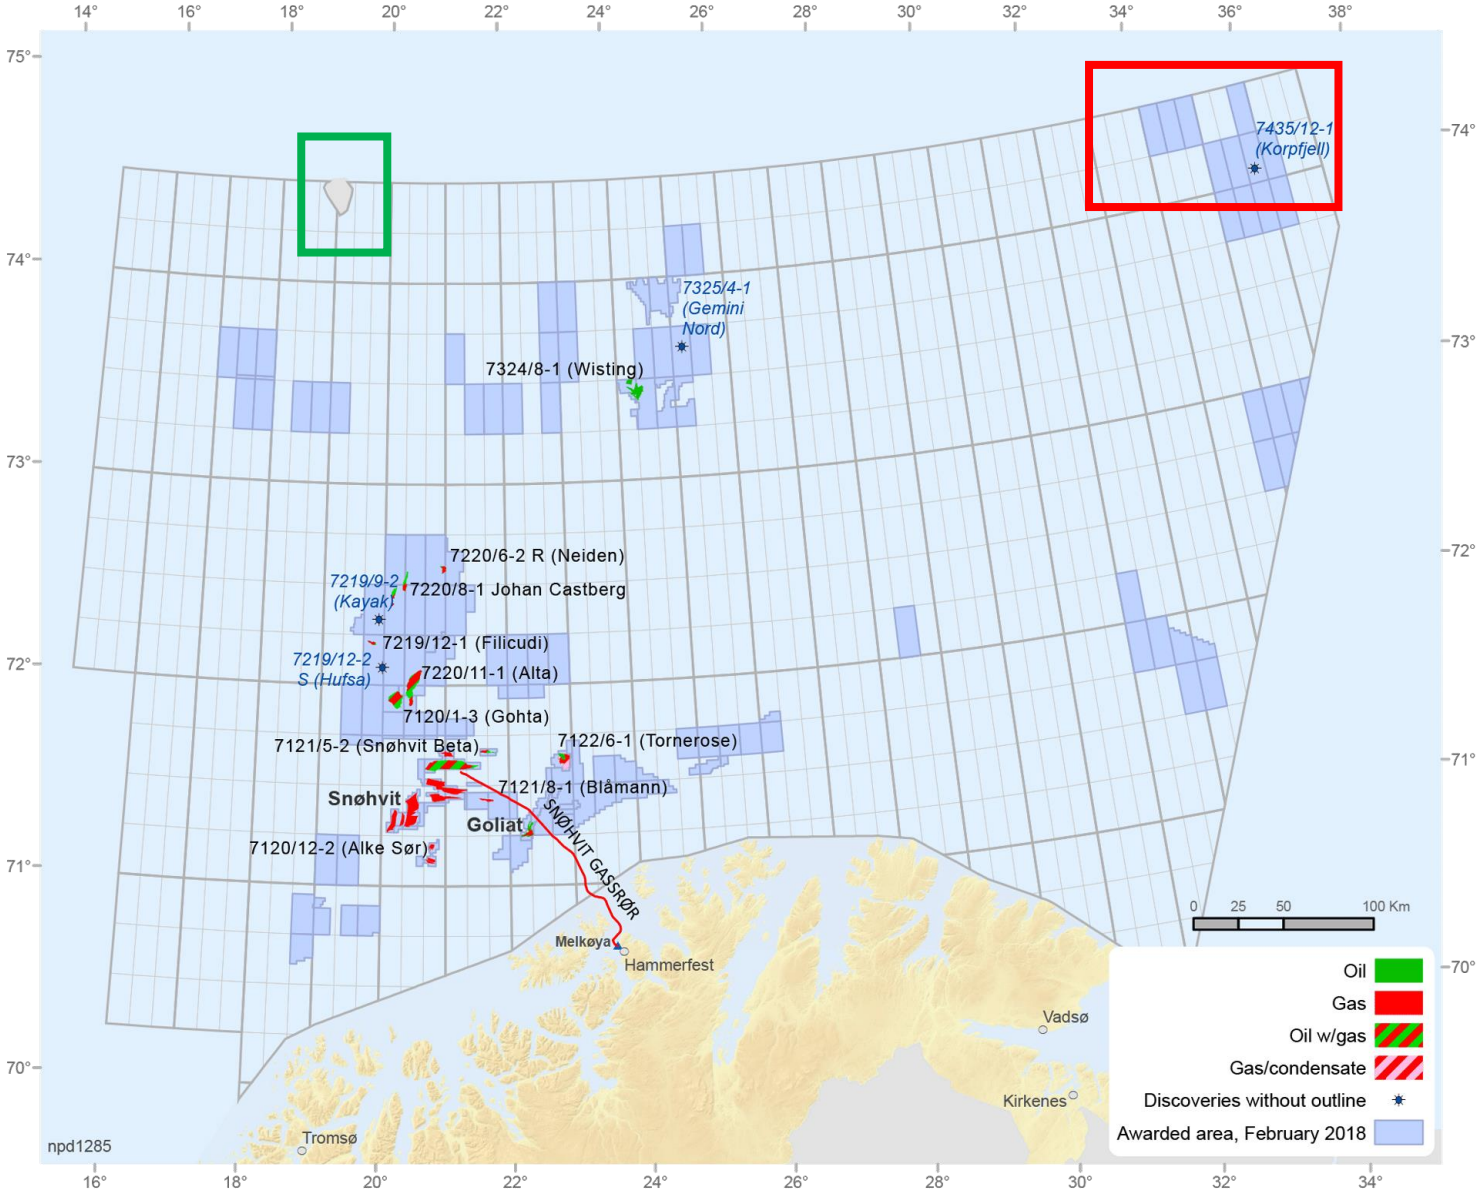 14° 16° 18° 20° 22° 24° 26° 28° 30° 32° 34° 36° 38°
75°
74°
7435/12-1
(Korpfjell)
74°
7325/4-1
(Gemini
Nord)
73°
7324/8-1 (Wisting)
73°
72°
7220/6-2 R (Neiden)
7219/9-2
(Kayak)
7220/8-1 Johan Castberg
7219/12-1 (Filicudi)
7219/12-2
S (Hufsa)
72°
7220/11-1 (Alta)
7120/1-3 (Gohta)
7121/5-2 (Snøhvit Beta)
7122/6-1 (Tornerose)
71°
7121/8-1 (Blåmann)
Snøhvit
Goliat
SNØHVIT GASSRØR
7120/12-2 (Alke Sør)
71°
0 25 50 100 Km
Melkøya
Hammerfest
70°
Oil
Gas
Vadsø
Oil w/gas
70°
Gas/condensate
Kirkenes
Discoveries without outline
Awarded area, February 2018
npd1285
Tromsø
16° 18° 20° 22° 24° 26° 28° 30° 32° 34°